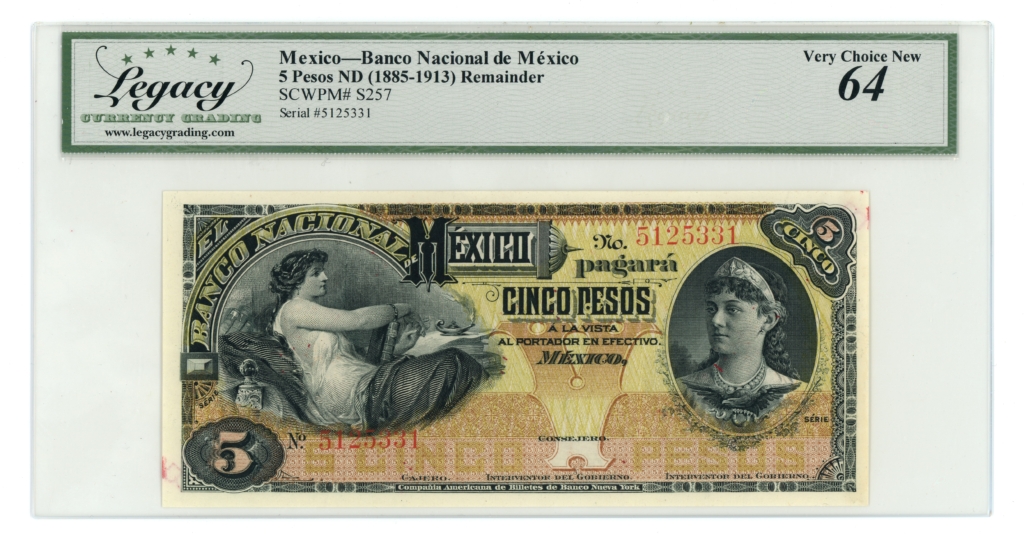 Legacy
CURRENCY GRADING
www.legacygrading.com
Mexico—Banco Nacional de México
5 Pesos ND (1885-1913) Remainder
SCWPM# S257
Serial #5125331
Very Choice New
64
EL
BANCO NACIONAL
DE MÉXICO
No. 5125331
pagará
CINCO PESOS
A LA VISTA
AL PORTADOR EN EFECTIVO.
MÉXICO,
5
CINCO
SERIE
SÉRIE
5
No. 5125331
CONSEJERO.
CINCO PESOS
CAJERO. INTERVENTOR DEL GOBIERNO. INTERVENTOR DEL GOBIERNO.
Compañia Americana de Billetes de Banco Nueva York